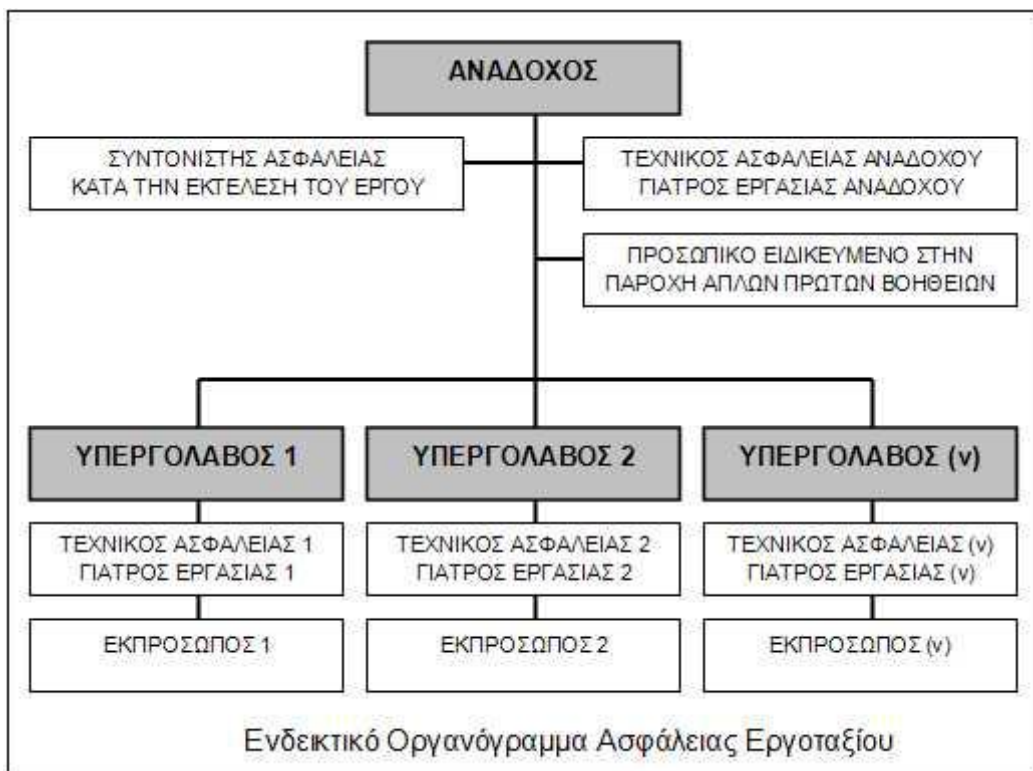 ΑΝΑΔΟΧΟΣ
ΣΥΝΤΟΝΙΣΤΗΣ ΑΣΦΑΛΕΙΑΣ
ΚΑΤΑ ΤΗΝ ΕΚΤΕΛΕΣΗ ΤΟΥ ΕΡΓΟΥ
ΤΕΧΝΙΚΟΣ ΑΣΦΑΛΕΙΑΣ ΑΝΑΔΟΧΟΥ
ΓΙΑΤΡΟΣ ΕΡΓΑΣΙΑΣ ΑΝΑΔΟΧΟΥ
ΠΡΟΣΩΠΙΚΟ ΕΙΔΙΚΕΥΜΕΝΟ ΣΤΗΝ
ΠΑΡΟΧΗ ΑΠΛΩΝ ΠΡΩΤΩΝ ΒΟΗΘΕΙΩΝ
ΥΠΕΡΓΟΛΑΒΟΣ 1
ΤΕΧΝΙΚΟΣ ΑΣΦΑΛΕΙΑΣ 1
ΓΙΑΤΡΟΣ ΕΡΓΑΣΙΑΣ 1
ΕΚΠΡΟΣΩΠΟΣ 1
ΥΠΕΡΓΟΛΑΒΟΣ 2
ΤΕΧΝΙΚΟΣ ΑΣΦΑΛΕΙΑΣ 2
ΓΙΑΤΡΟΣ ΕΡΓΑΣΙΑΣ 2
ΕΚΠΡΟΣΩΠΟΣ 2
ΥΠΕΡΓΟΛΑΒΟΣ (ν)
ΤΕΧΝΙΚΟΣ ΑΣΦΑΛΕΙΑΣ (ν)
ΓΙΑΤΡΟΣ ΕΡΓΑΣΙΑΣ (ν)
ΕΚΠΡΟΣΩΠΟΣ (ν)
Ενδεικτικό Οργανόγραμμα Ασφάλειας Εργοταξίου